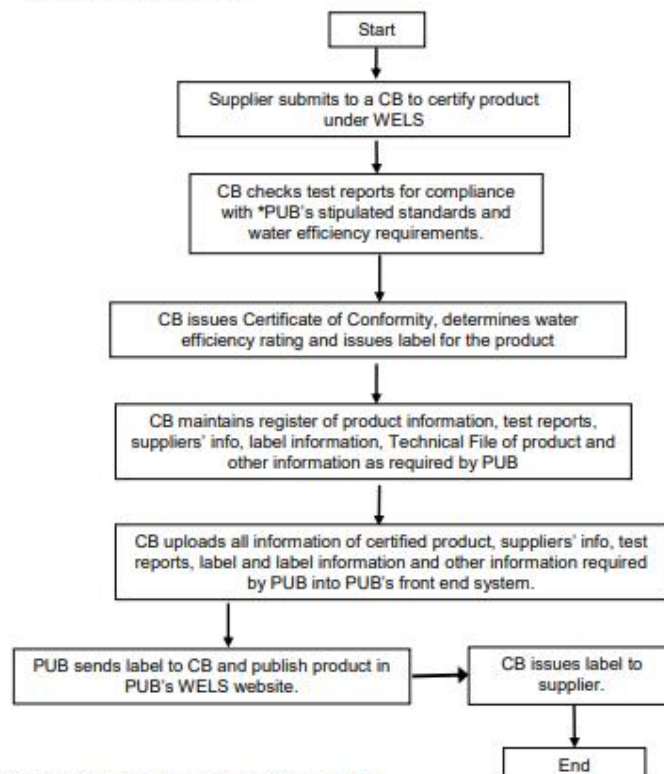 Start
Supplier submits to a CB to certify product
under WELS
CB checks test reports for compliance
with *PUB's stipulated standards and
water efficiency requirements.
CB issues Certificate of Conformity, determines water
efficiency rating and issues label for the product
CB maintains register of product information, test reports,
suppliers' info, label information, Technical File of product and
other information as required by PUB
CB uploads all information of certified product, suppliers' info, test
reports, label and label information and other information required
by PUB into PUB's front end system.
PUB sends label to CB and publish product in
PUB's WELS website.
CB issues label to
supplier.
End